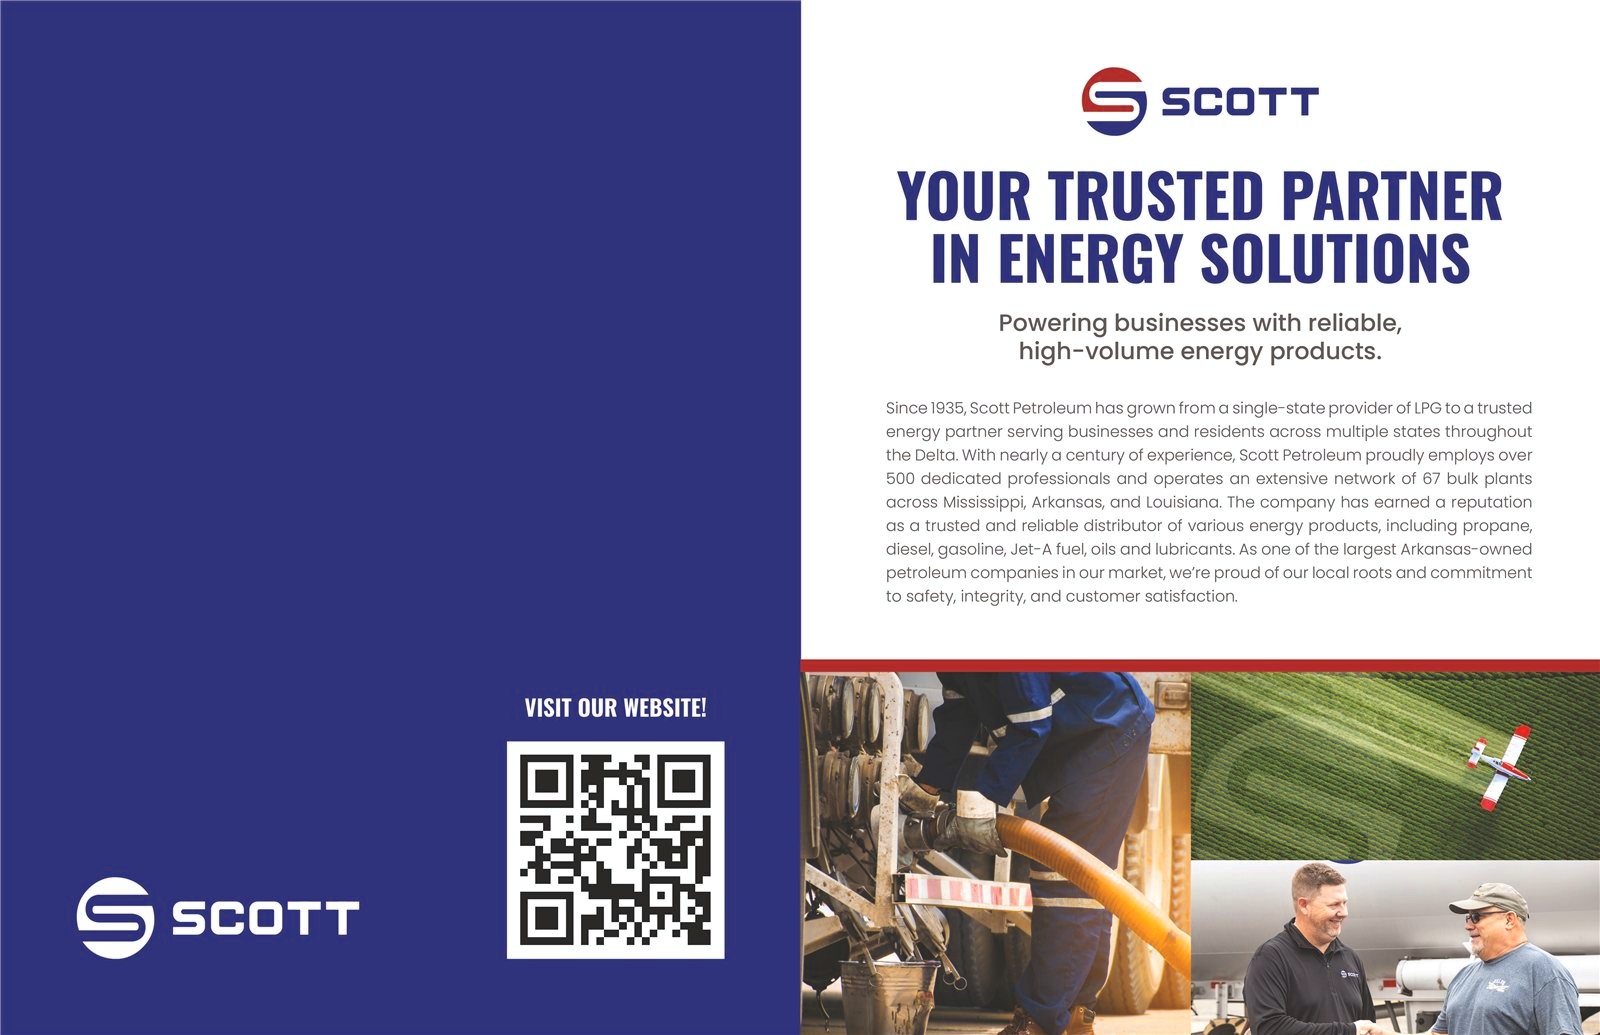 VISIT OUR WEBSITE!
SCOTT
SCOTT
YOUR TRUSTED PARTNER
IN ENERGY SOLUTIONS
Powering businesses with reliable,
high-volume energy products.
Since 1935, Scott Petroleum has grown from a single-state provider of LPG to a trusted
energy partner serving businesses and residents across multiple states throughout
the Delta. With nearly a century of experience, Scott Petroleum proudly employs over
500 dedicated professionals and operates an extensive network of 67 bulk plants
across Mississippi, Arkansas, and Louisiana. The company has earned a reputation
as a trusted and reliable distributor of various energy products, including propane,
diesel, gasoline, Jet-A fuel, oils and lubricants. As one of the largest Arkansas-owned
petroleum companies in our market, we're proud of our local roots and commitment
to safety, integrity, and customer satisfaction.
SCOTT